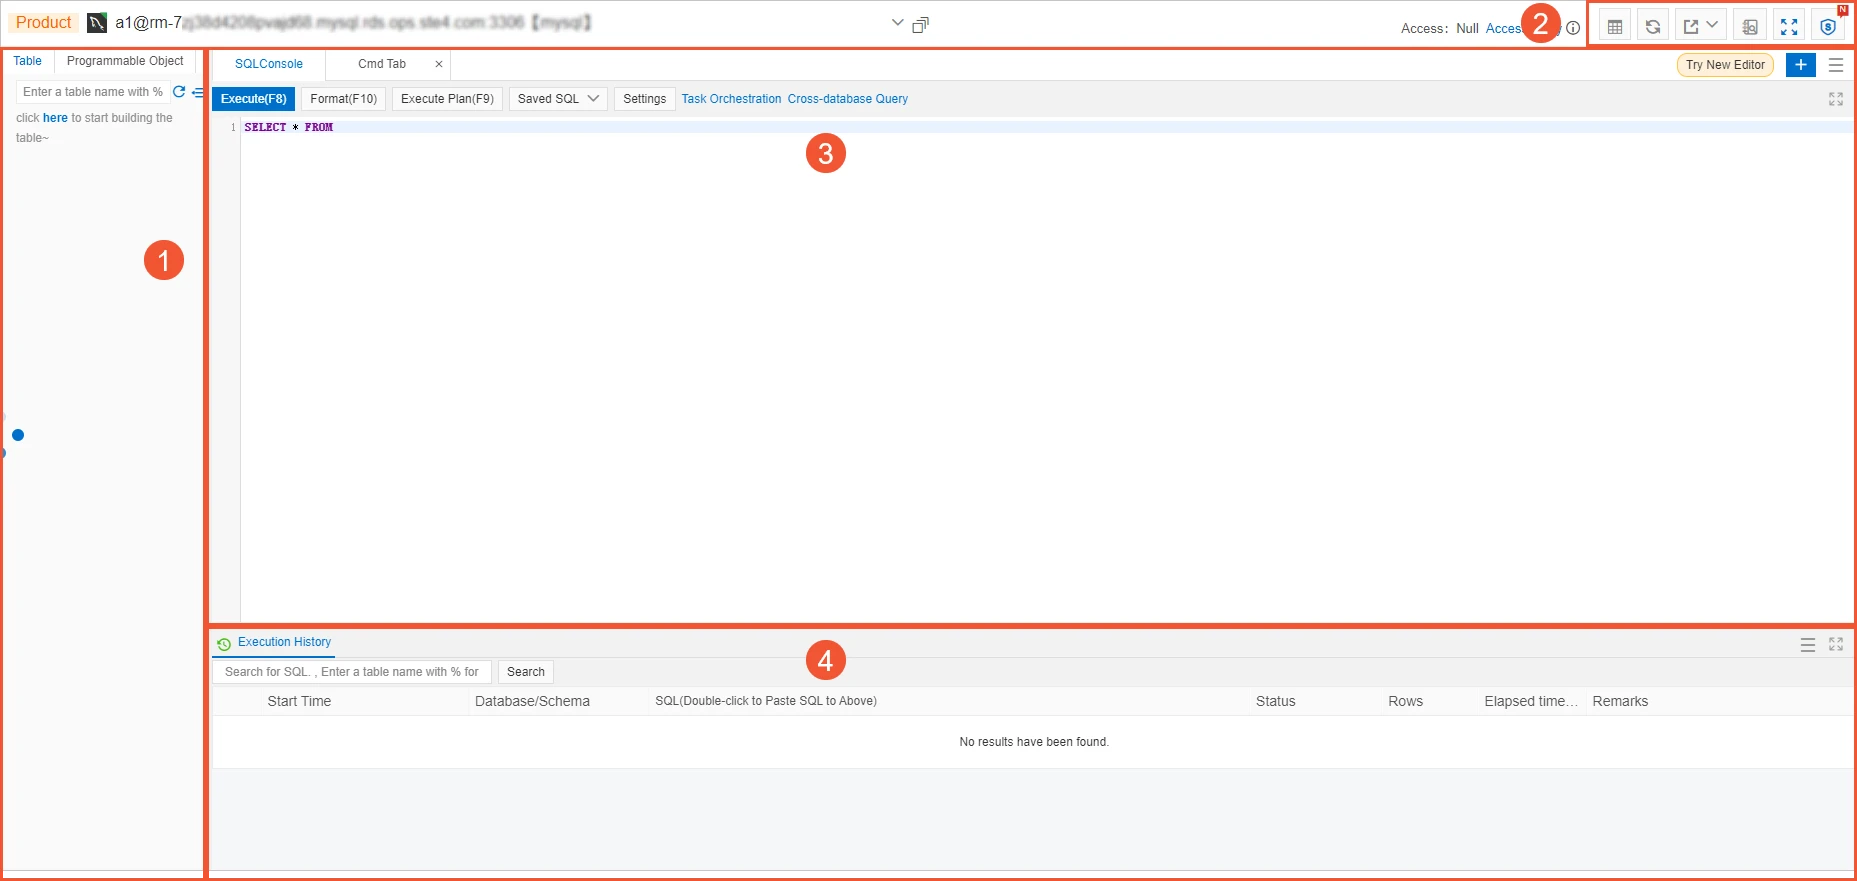 Product a1@rm-7
Access: Null Acces
2
N
Table Programmable Object
SQLConsole Cmd Tab ×
Try New Editor +
Enter a table name with %
Execute(F8) Format(F10) Execute Plan(F9) Saved SQL Settings Task Orchestration Cross-database Query
click here to start building the
table~
1 SELECT * FROM
3
1
Execution History
4
Search for SQL. , Enter a table name with % for Search
Start Time Database/Schema SQL(Double-click to Paste SQL to Above) Status Rows Elapsed time... Remarks
No results have been found.